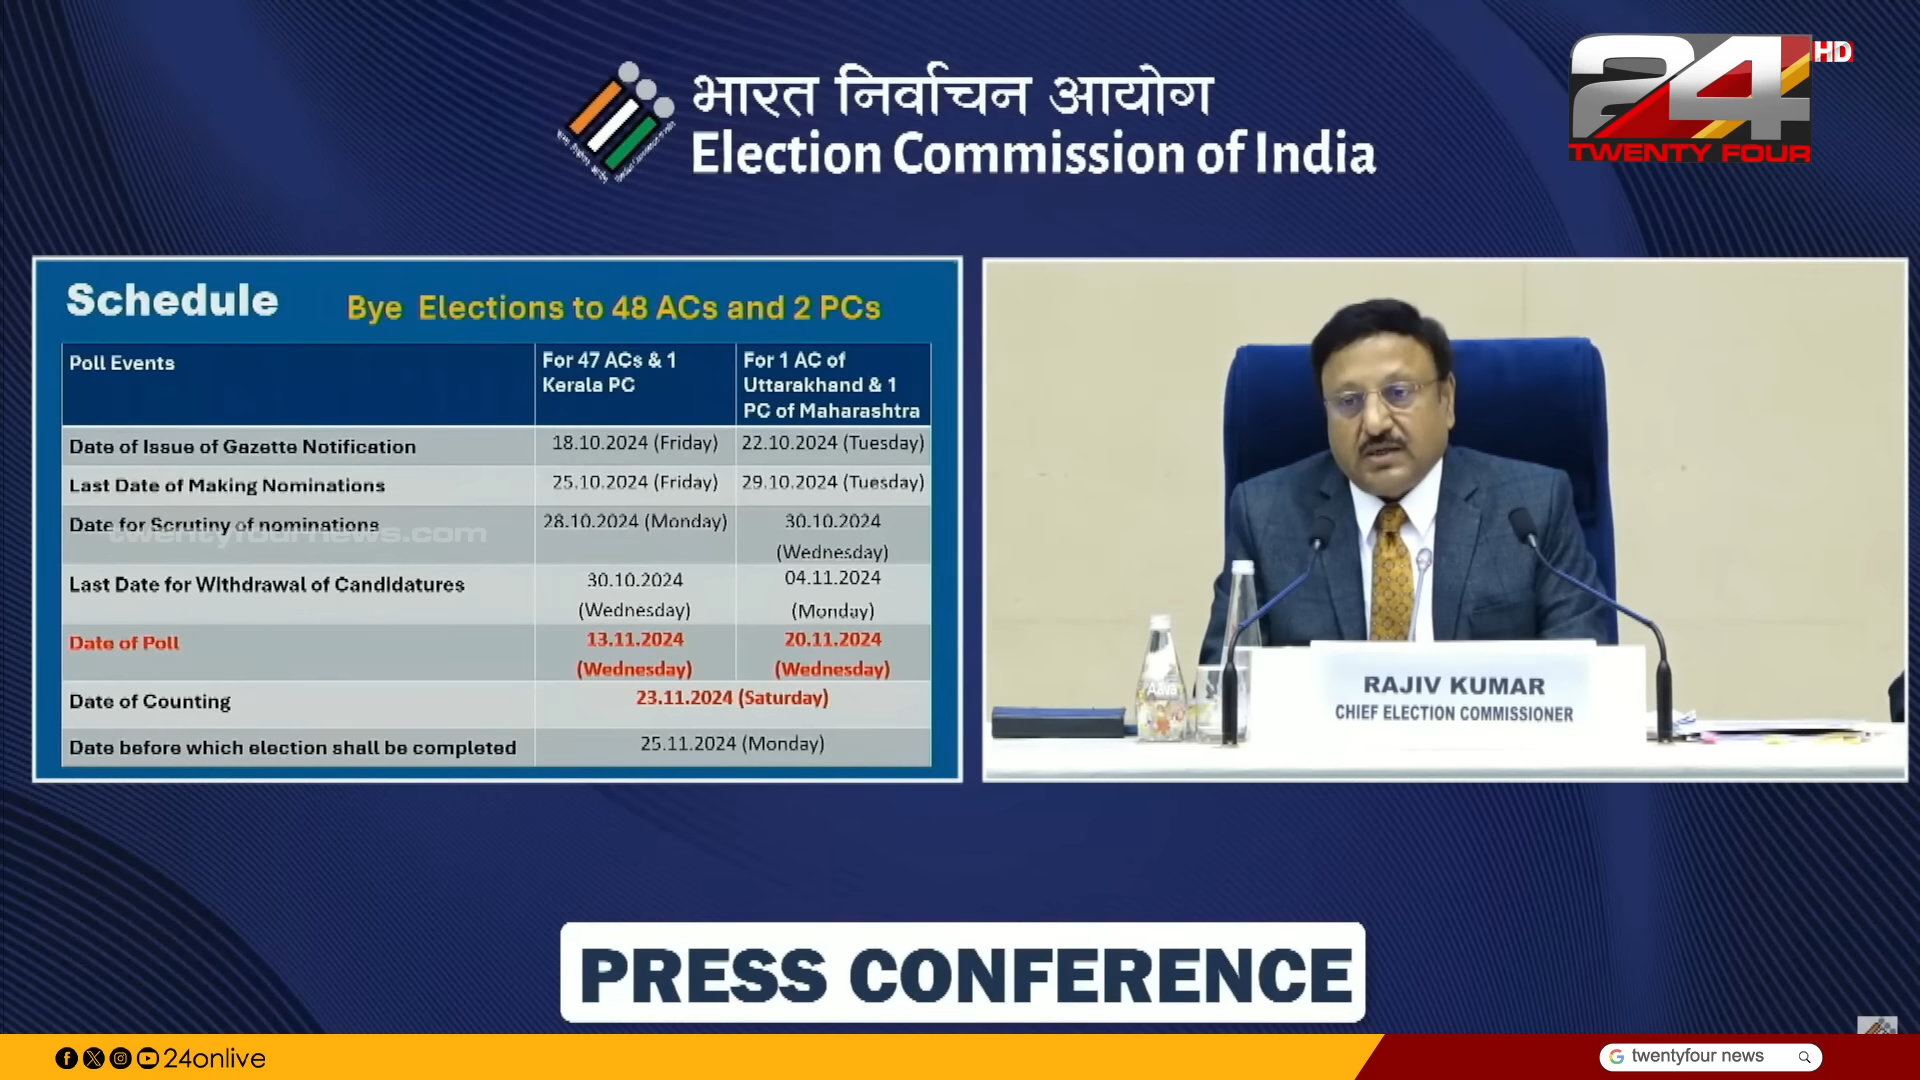 भारत निर्वाचन आयोग
Election Commission of India
24
HD
TWENTY FOUR
Schedule
Bye Elections to 48 ACs and 2 PCs
Poll Events
For 47 ACs & 1
Kerala PC
For 1 AC of
Uttarakhand & 1
PC of Maharashtra
Date of Issue of Gazette Notification
18.10.2024 (Friday)
22.10.2024 (Tuesday)
Last Date of Making Nominations
25.10.2024 (Friday)
29.10.2024 (Tuesday)
Date for Scrutiny of nominations
28.10.2024 (Monday)
30.10.2024
(Wednesday)
twentyfournews.com
Last Date for Withdrawal of Candidatures
30.10.2024
(Wednesday)
04.11.2024
(Monday)
Date of Poll
13.11.2024
(Wednesday)
20.11.2024
(Wednesday)
Date of Counting
23.11.2024 (Saturday)
Date before which election shall be completed
25.11.2024 (Monday)
Aava
RAJIV KUMAR
CHIEF ELECTION COMMISSIONER
PRESS CONFERENCE
24onlive
twentyfour news